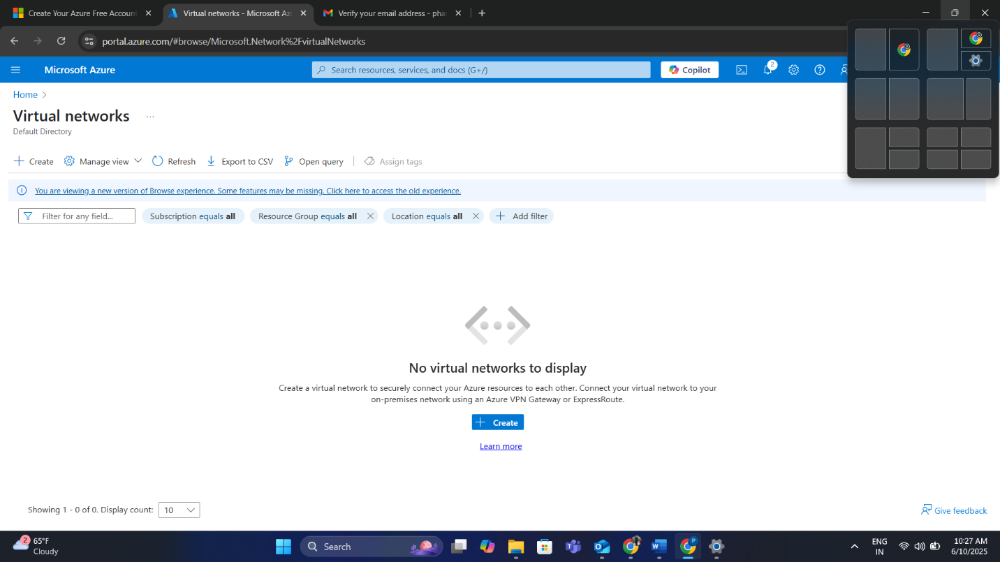 Create Your Azure Free Account
Virtual networks - Microsoft Az
Verify your email address - pha
portal.azure.com/#browse/Microsoft.Network%2FvirtualNetworks
Microsoft Azure
Search resources, services, and docs (G+/)
Copilot
2
Home
Virtual networks
...
Default Directory
Create
Manage view
Refresh
Export to CSV
Open query
Assign tags
You are viewing a new version of Browse experience. Some features may be missing. Click here to access the old experience.
Filter for any field...
Subscription equals all
Resource Group equals all
Location equals all
Add filter
No virtual networks to display
Create a virtual network to securely connect your Azure resources to each other. Connect your virtual network to your
on-premises network using an Azure VPN Gateway or ExpressRoute.
Create
Learn more
Showing 1 - 0 of 0. Display count:
10
Give feedback
2
65°F
Cloudy
Search
P
ENG
IN
10:27 AM
6/10/2025